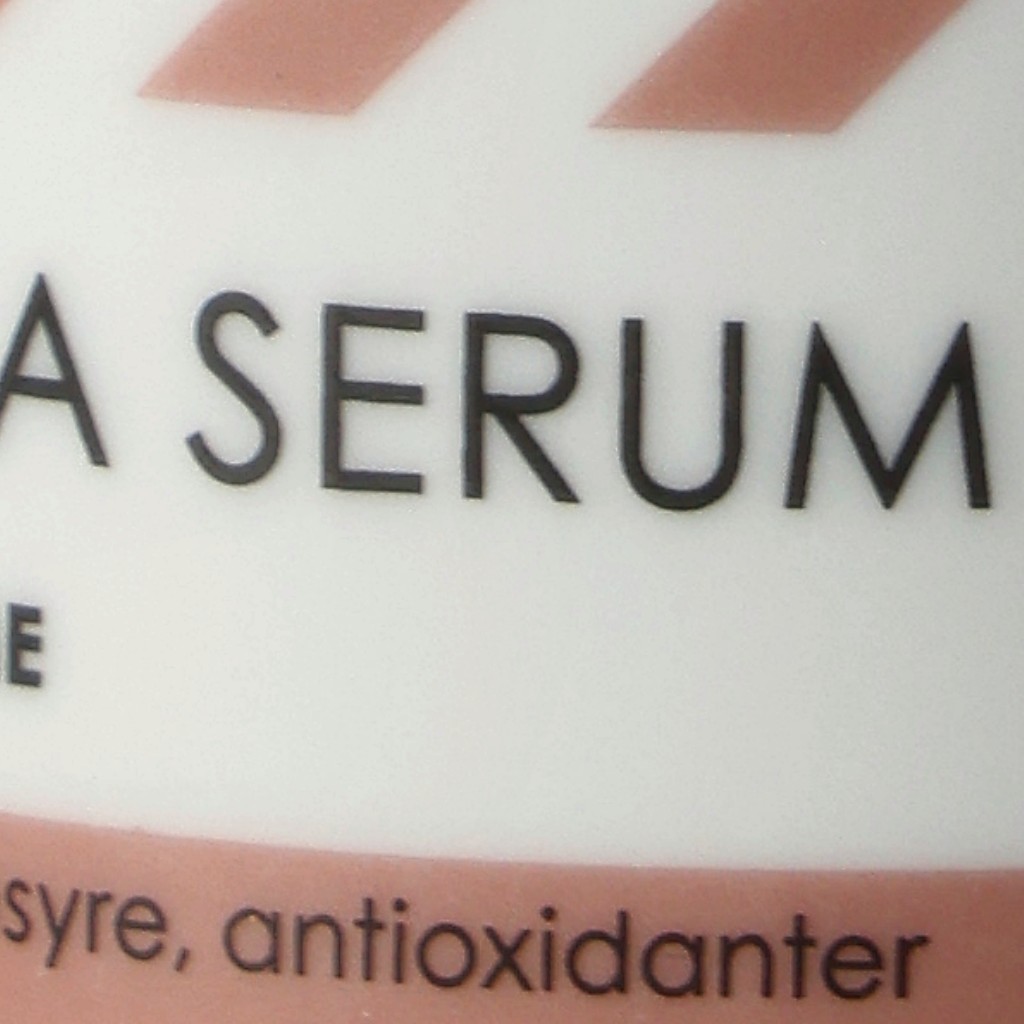 A SERUM
E
syre, antioxidanter